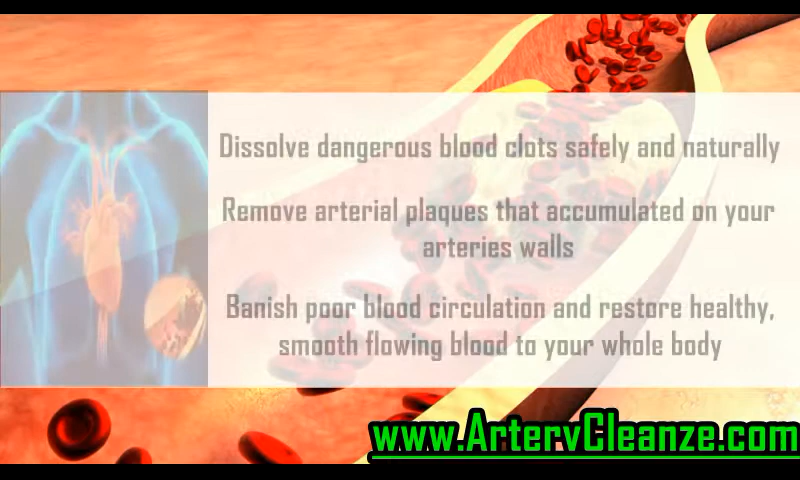 Dissolve dangerous blood clots safely and naturally
Remove arterial plaques that accumulated on your
arteries walls
Banish poor blood circulation and restore healthy,
smooth flowing blood to your whole body
www.ArtervCleanze.com